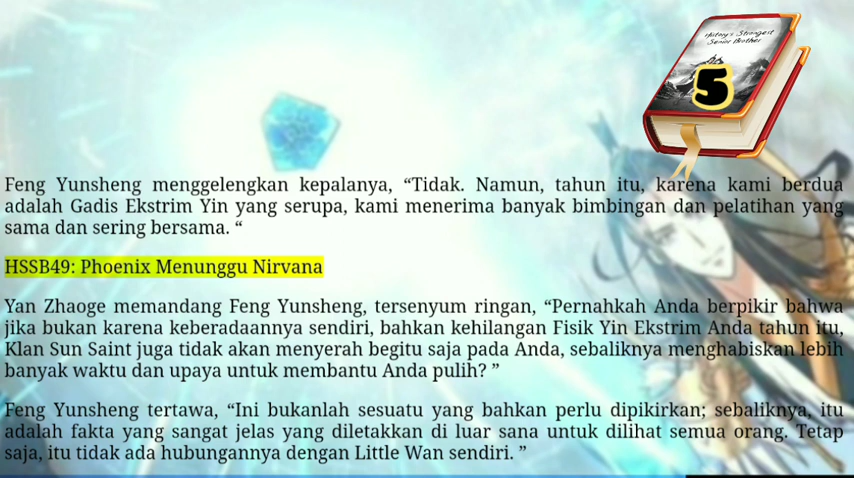 History's Strongest
Senior Brother
5
Feng Yunsheng menggelengkan kepalanya, “Tidak. Namun, tahun itu, karena kami berdua
adalah Gadis Ekstrim Yin yang serupa, kami menerima banyak bimbingan dan pelatihan yang
sama dan sering bersama. “
HSSB49: Phoenix Menunggu Nirvana
Yan Zhaoge memandang Feng Yunsheng, tersenyum ringan, “Pernahkah Anda berpikir bahwa
jika bukan karena keberadaannya sendiri, bahkan kehilangan Fisik Yin Ekstrim Anda tahun itu,
Klan Sun Saint juga tidak akan menyerah begitu saja pada Anda, sebaliknya menghabiskan lebih
banyak waktu dan upaya untuk membantu Anda pulih? ”
Feng Yunsheng tertawa, “Ini bukanlah sesuatu yang bahkan perlu dipikirkan; sebaliknya, itu
adalah fakta yang sangat jelas yang diletakkan di luar sana untuk dilihat semua orang. Tetap
saja, itu tidak ada hubungannya dengan Little Wan sendiri. ”